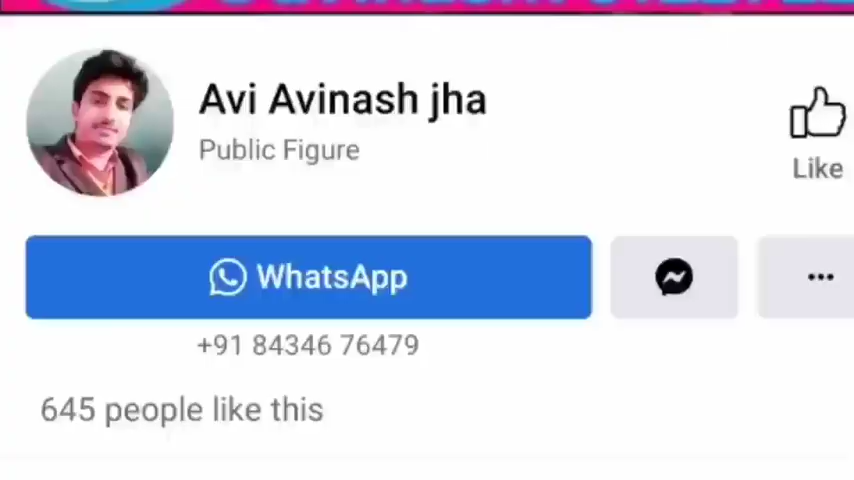 Avi Avinash jha
Public Figure
Like
WhatsApp
+91 84346 76479
645 people like this